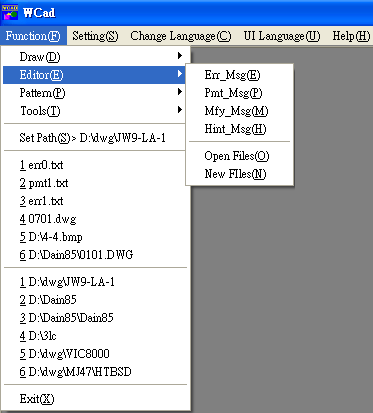 WCad
Function(F) Setting(S) Change Language(C) UI Language(U) Help(H)
Draw(D)
Editor(E)
Pattern(P)
Tools(T)
Set Path(S)> D:\dwg\JW9-LA-1
1 err0.txt
2 pmt1.txt
3 err1.txt
4 0701.dwg
5 D:\4-4.bmp
6 D:\Dain85\0101.DWG
1 D:\dwg\JW9-LA-1
2 D:\Dain85
3 D:\Dain85\Dain85
4 D:\3lc
5 D:\dwg\VIC8000
6 D:\dwg\MJ47\HTBSD
Exit(X)
Err_Msg(E)
Pmt_Msg(P)
Mfy_Msg(M)
Hint_Msg(H)
Open Files(O)
New FIles(N)